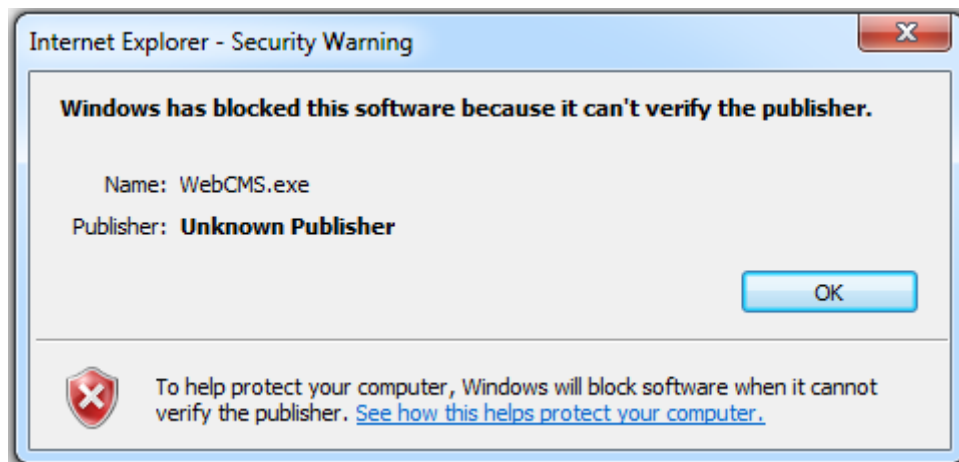 Internet Explorer - Security Warning
Windows has blocked this software because it can't verify the publisher.
Name: WebCMS.exe
Publisher: Unknown Publisher
OK
To help protect your computer, Windows will block software when it cannot
verify the publisher. See how this helps protect your computer.